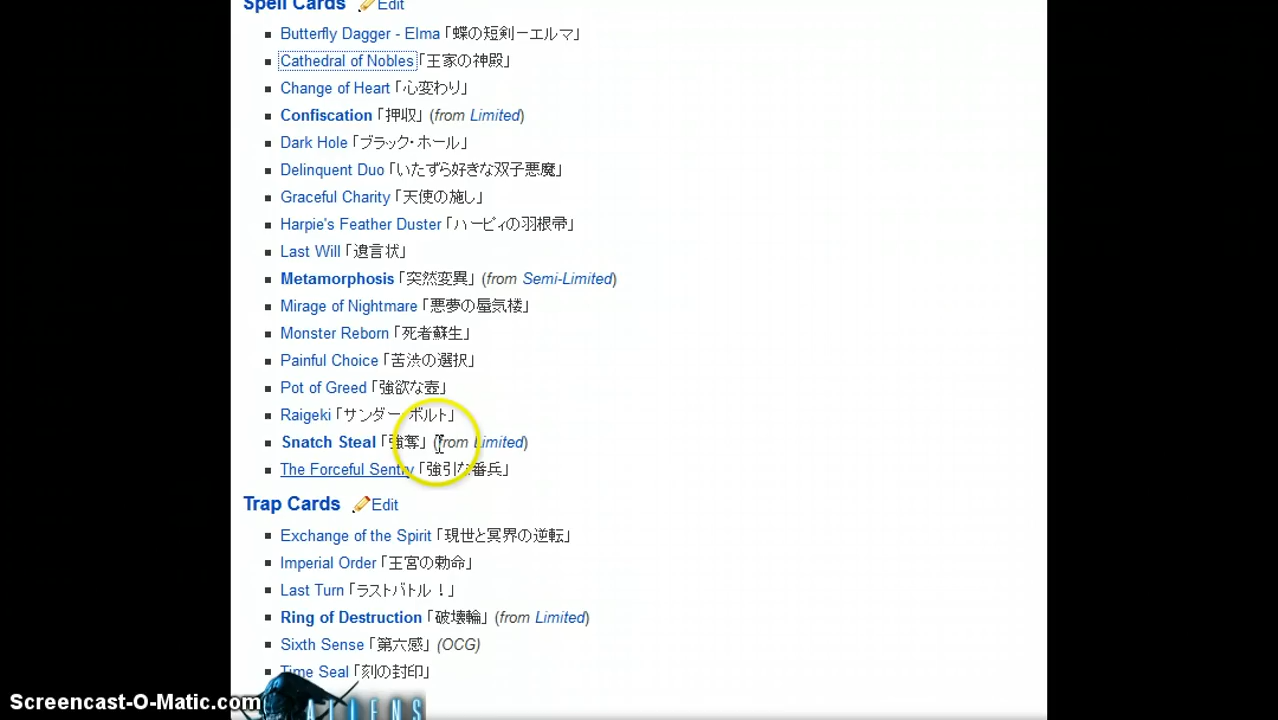 Spell Cards Edit
Butterfly Dagger - Elma「蝶の短剣－エルマ」
Cathedral of Nobles「王家の神殿」
Change of Heart「心変わり」
Confiscation「押収」(from Limited)
Dark Hole「ブラック・ホール」
Delinquent Duo「いたずら好きな双子悪魔」
Graceful Charity「天使の施し」
Harpie's Feather Duster「ハーピィの羽根帚」
Last Will「遺言状」
Metamorphosis「突然変異」(from Semi-Limited)
Mirage of Nightmare「悪夢の蜃気楼」
Monster Reborn「死者蘇生」
Painful Choice「苦渋の選択」
Pot of Greed「強欲な壺」
Raigeki「サンダー・ボルト」
Snatch Steal「強奪」(from Limited)
The Forceful Sentry「強引な番兵」
Trap Cards Edit
Exchange of the Spirit「現世と冥界の逆転」
Imperial Order「王宮の勅命」
Last Turn「ラストバトル！」
Ring of Destruction「破壊輪」(from Limited)
Sixth Sense「第六感」(OCG)
Time Seal「刻の封印」
Screencast-O-Matic.com
ALIENS